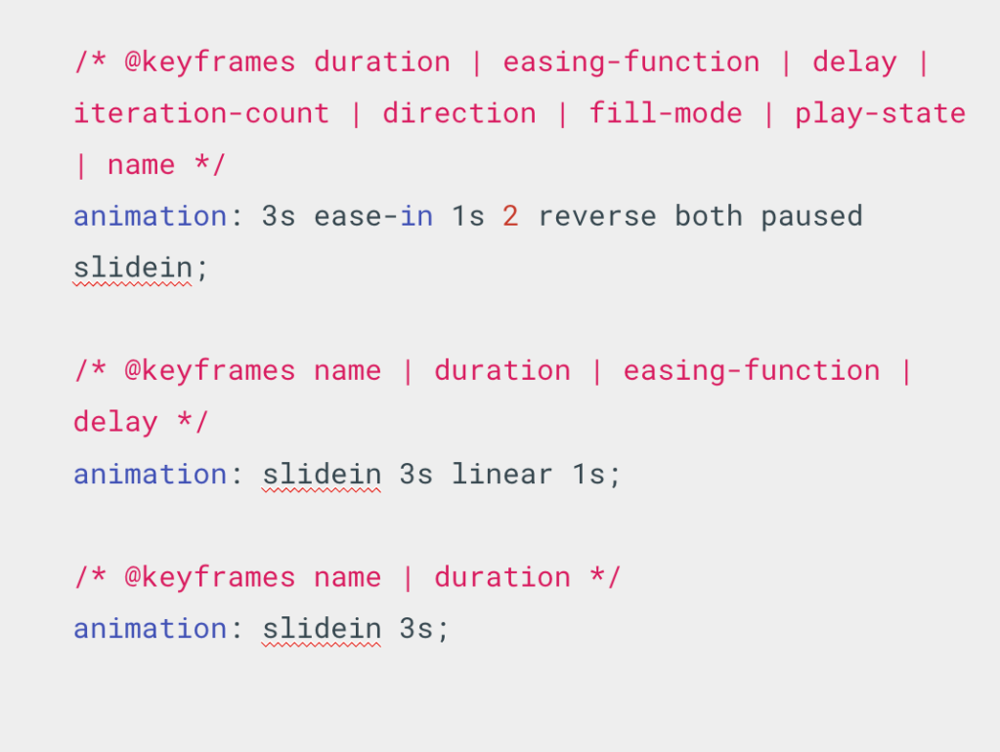 /* @keyframes duration | easing-function | delay |
iteration-count | direction | fill-mode | play-state
| name */
animation: 3s ease-in 1s 2 reverse both paused
slidein;
/* @keyframes name | duration | easing-function |
delay */
animation: slidein 3s linear 1s;
/* @keyframes name | duration */
animation: slidein 3s;